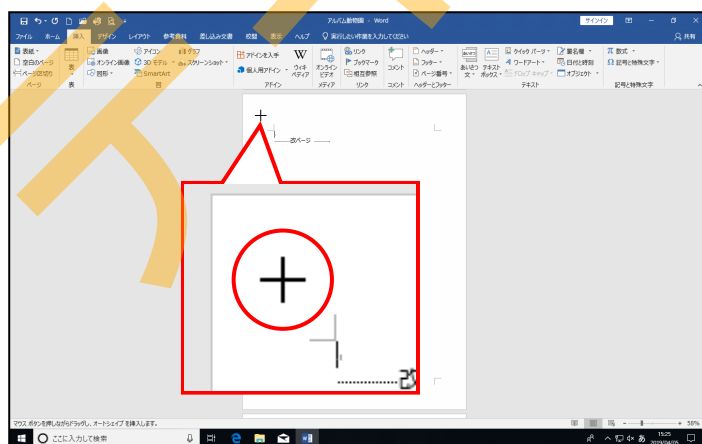 アルバム動物園 - Word
サインイン
ファイル ホーム 挿入 デザイン レイアウト 参考資料 差し込み文書 校閲 表示 ヘルプ 実行したい作業を入力してください 共有
表紙
空白のページ
ページ区切り
ページ
表
表
画像
オンライン画像
図形
アイコン
3D モデル
SmartArt
グラフ
スクリーンショット
図
アドインを入手
個人用アドイン
ウィキペディア
アドイン
オンライン
ビデオ
メディア
リンク
ブックマーク
相互参照
リンク
コメント
コメント
ヘッダー
フッター
ページ番号
ヘッダーとフッター
あいさつ
文
テキスト
ボックス
クイック パーツ
ワードアート
ドロップ キャップ
署名欄
日付と時刻
オブジェクト
テキスト
数式
記号と特殊文字
記号と特殊文字
改ページ
改
マウス ボタンを押しながらドラッグし、オートシェイプを挿入します。
58%
ここに入力して検索
あ
15:25
2019/04/05